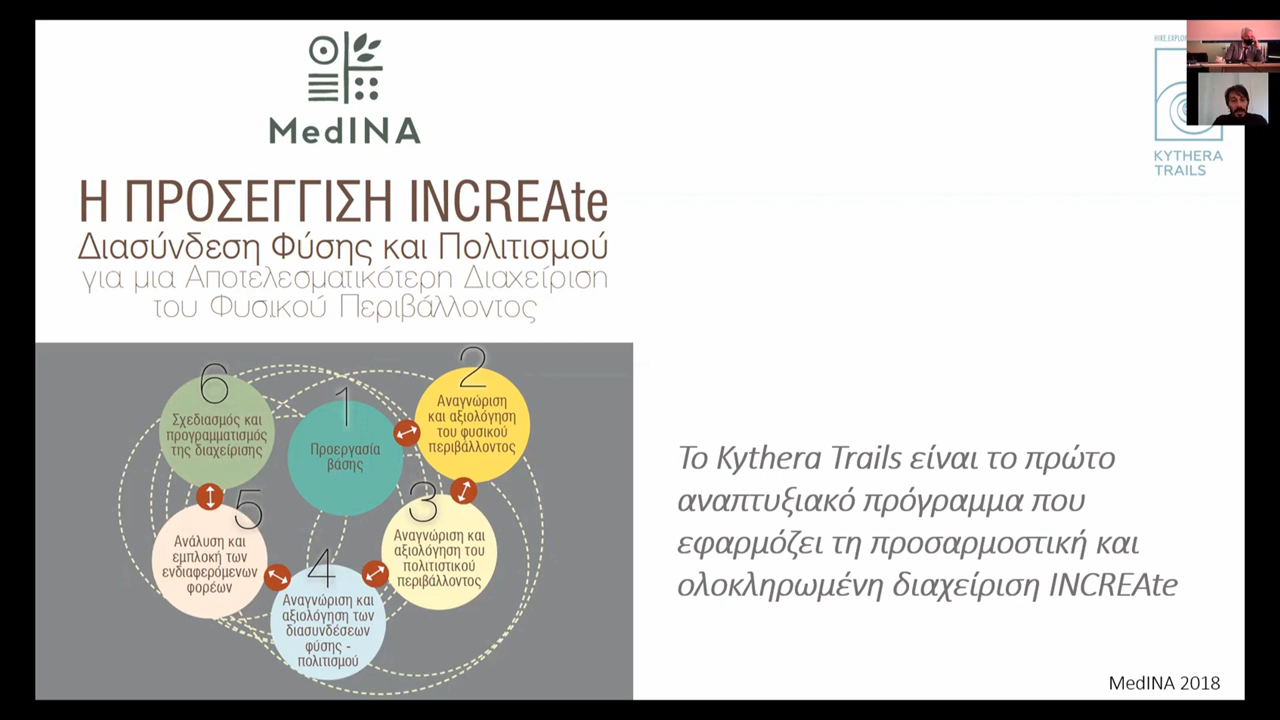 MedINA
Η ΠΡΟΣΕΓΓΙΣΗ INCREAte
Διασύνδεση Φύσης και Πολιτισμού
για μια Αποτελεσματικότερη Διαχείριση
του Φυσικού Περιβάλλοντος
HIKE.EXPLOR
KYTHERA
TRAILS
1
Προεργασία
βάσης
2
Αναγνώριση
και αξιολόγηση
του φυσικού
περιβάλλοντος
3
Αναγνώριση και
αξιολόγηση του
πολιτιστικού
περιβάλλοντος
4
Αναγνώριση και
αξιολόγηση των
διασυνδέσεων
φύσης -
πολιτισμού
5
Ανάλυση και
εμπλοκή των
ενδιαφερόμενων
φορέων
6
Σχεδιασμός και
προγραμματισμός
της διαχείρισης
Το Kythera Trails είναι το πρώτο
αναπτυξιακό πρόγραμμα που
εφαρμόζει τη προσαρμοστική και
ολοκληρωμένη διαχείριση INCREAte
MedINA 2018